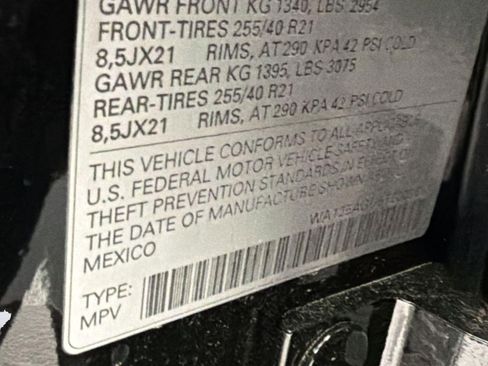 GAWR FRONT KG 1340, LBS 2954
FRONT-TIRES 255/40 R21
8,5JX21 RIMS, AT 290 KPA 42 PSI COLD
GAWR REAR KG 1395, LBS 3075
REAR-TIRES 255/40 R21
8,5JX21 RIMS, AT 290 KPA 42 PSI COLD
THIS VEHICLE CONFORMS TO ALL APPLICABLE
U.S. FEDERAL MOTOR VEHICLE SAFETY AND
THEFT PREVENTION STANDARDS IN
THE DATE OF MANUFACTURE SHOWN
MEXICO
TYPE:
MPV